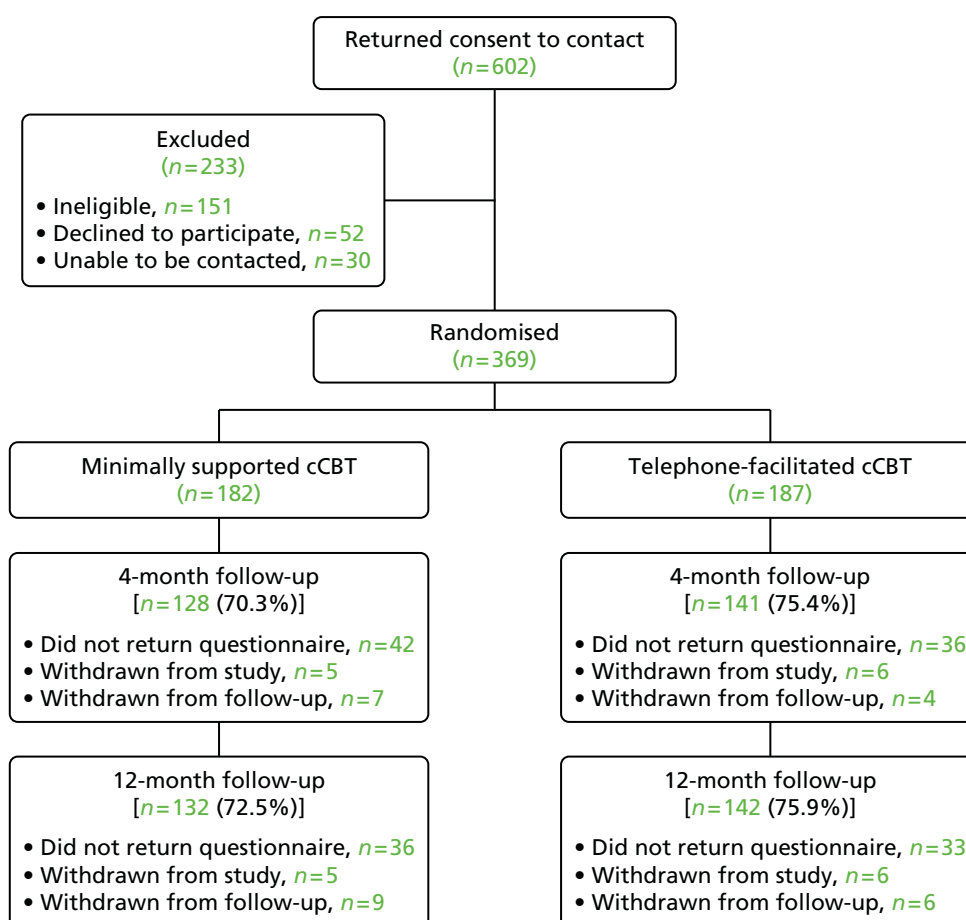 Returned consent to contact
(n=602)
Excluded
(n=233)
• Ineligible, n=151
• Declined to participate, n=52
• Unable to be contacted, n=30
Randomised
(n=369)
Minimally supported cCBT
(n=182)
Telephone-facilitated cCBT
(n=187)
4-month follow-up
[n=128 (70.3%)]
• Did not return questionnaire, n=42
• Withdrawn from study, n=5
• Withdrawn from follow-up, n=7
4-month follow-up
[n=141 (75.4%)]
• Did not return questionnaire, n=36
• Withdrawn from study, n=6
• Withdrawn from follow-up, n=4
12-month follow-up
[n=132 (72.5%)]
• Did not return questionnaire, n=36
• Withdrawn from study, n=5
• Withdrawn from follow-up, n=9
12-month follow-up
[n=142 (75.9%)]
• Did not return questionnaire, n=33
• Withdrawn from study, n=6
• Withdrawn from follow-up, n=6